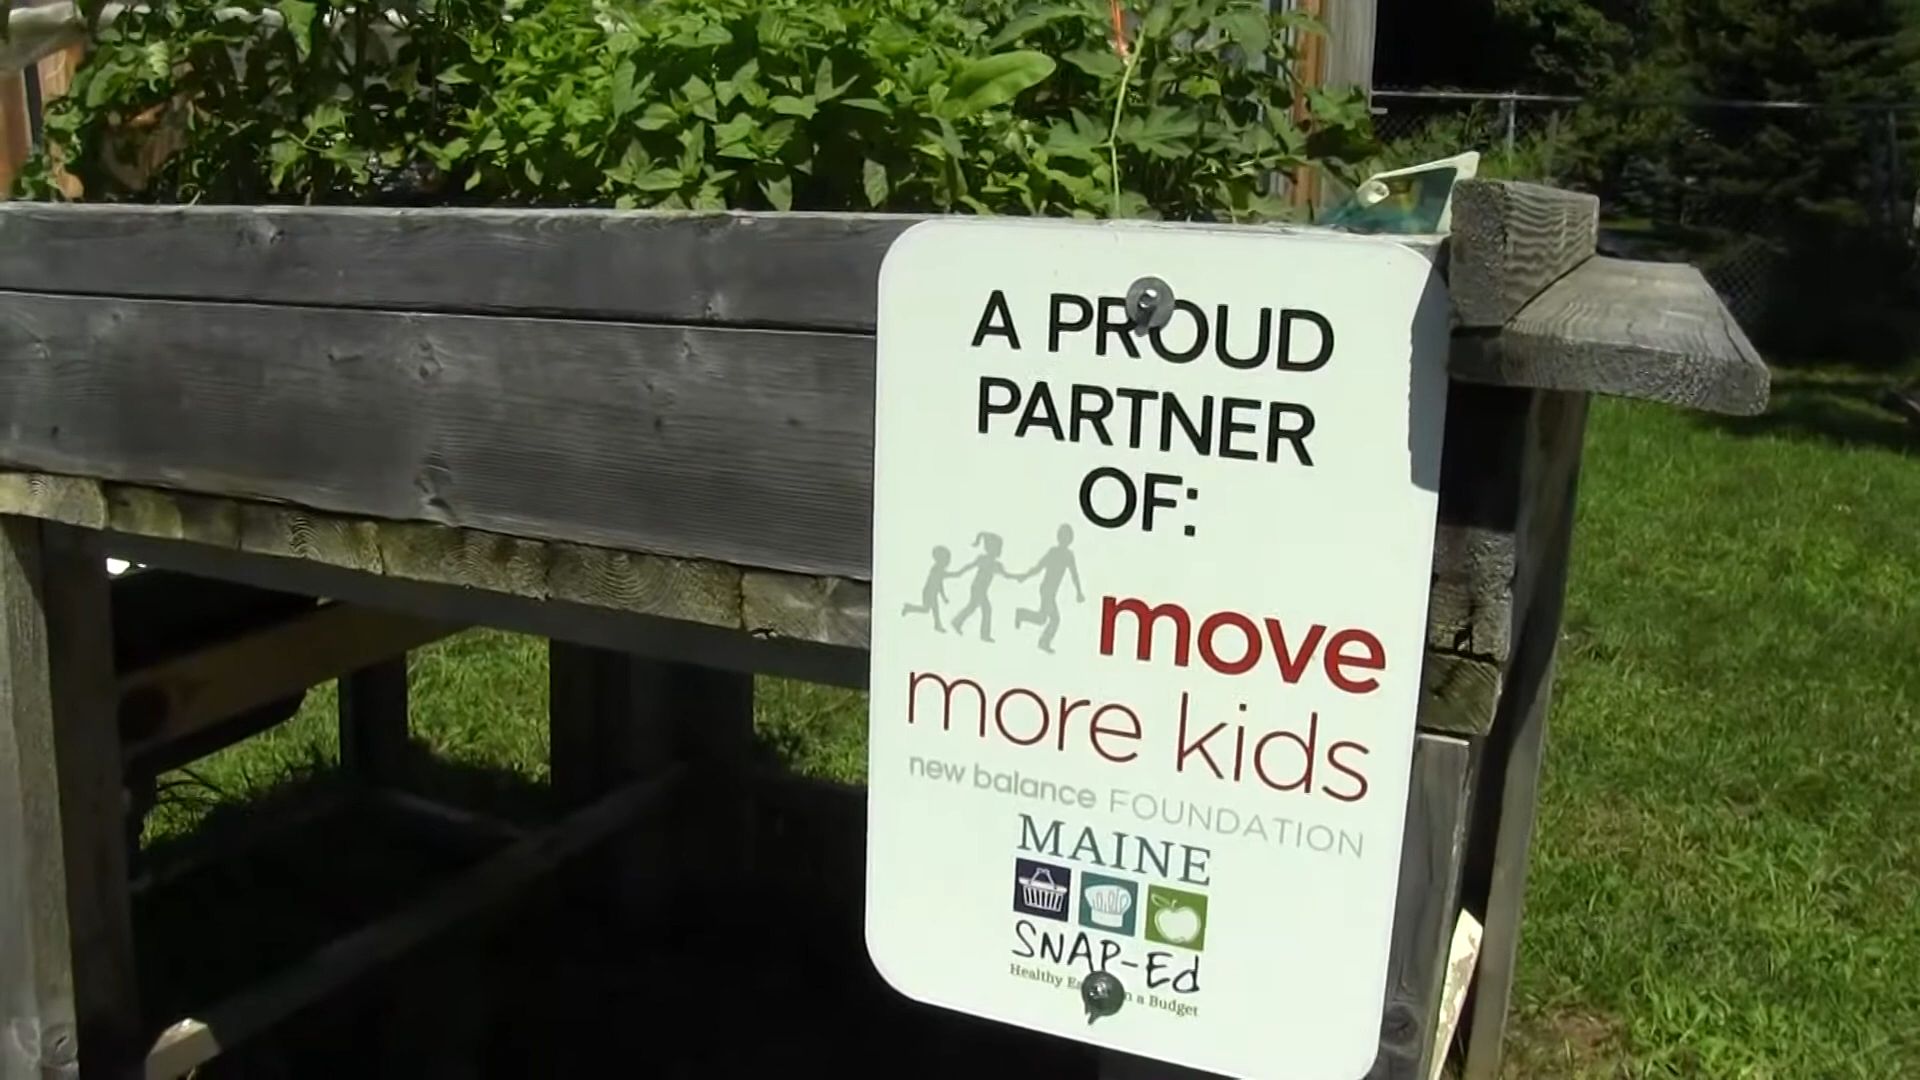 A PROUD
PARTNER
OF:
move
more kids
new balance FOUNDATION
MAINE
SNAP-Ed
Healthy a Budget